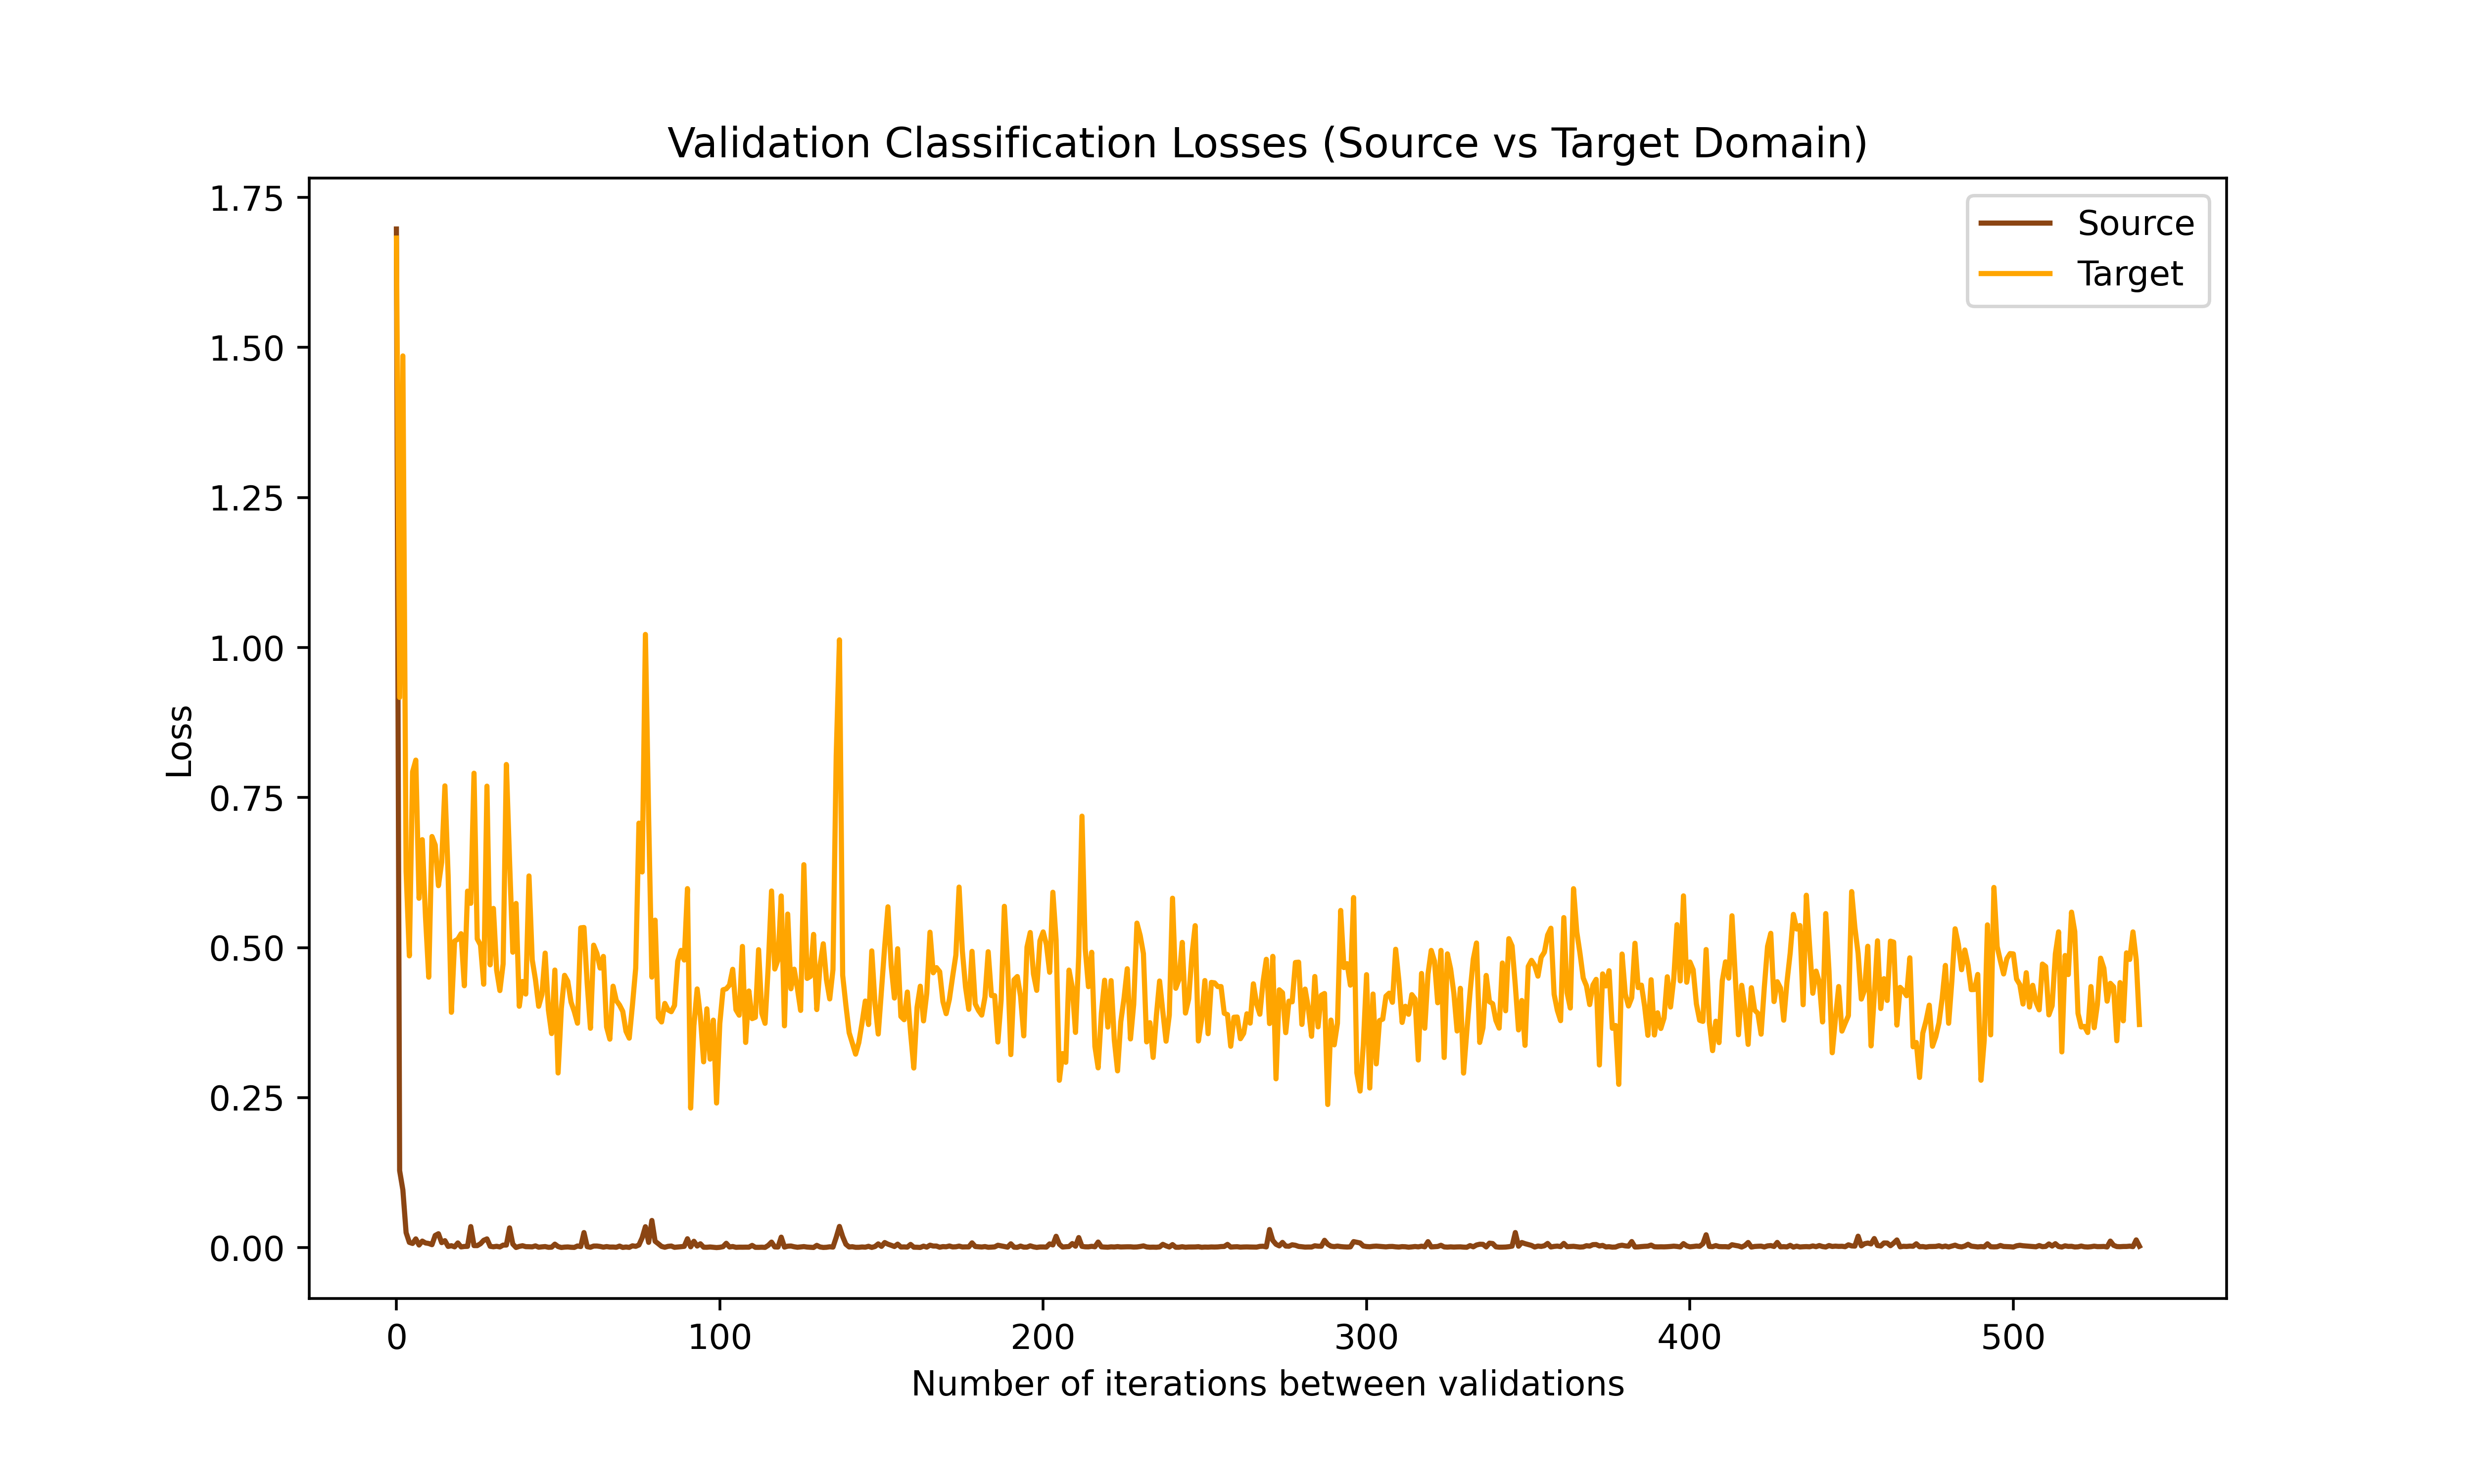 Validation Classification Losses (Source vs Target Domain)
1.75
1.50
1.25
1.00
0.75
0.50
0.25
0.00
Loss
Source
Target
0 100 200 300 400 500
Number of iterations between validations